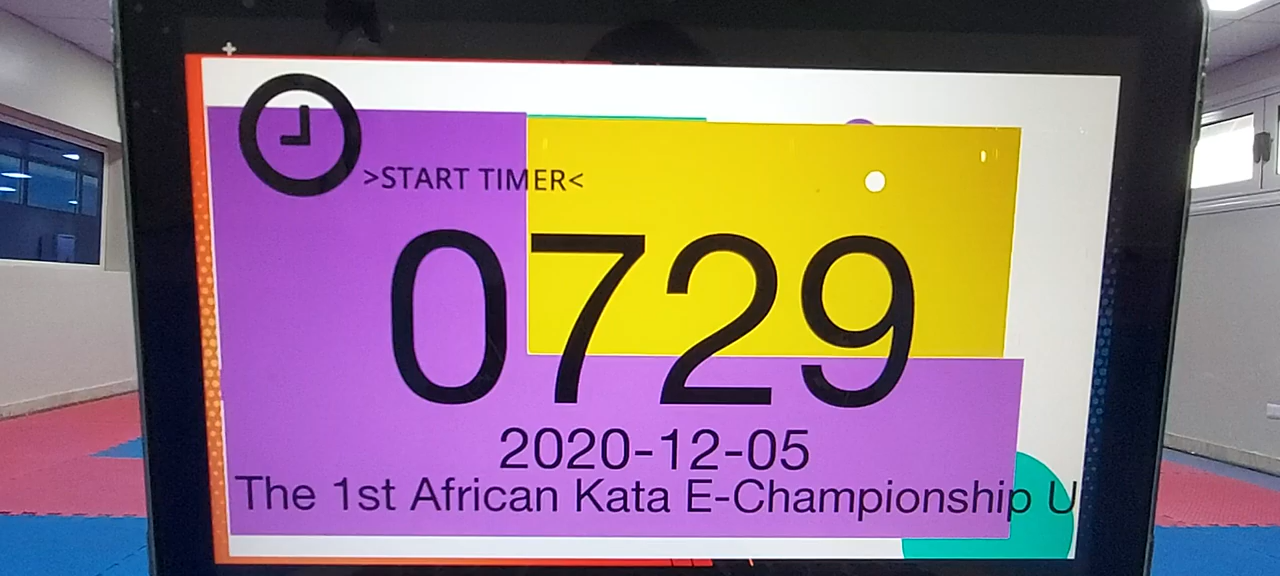 >START TIMER<
0729
2020-12-05
The 1st African Kata E-Championship U